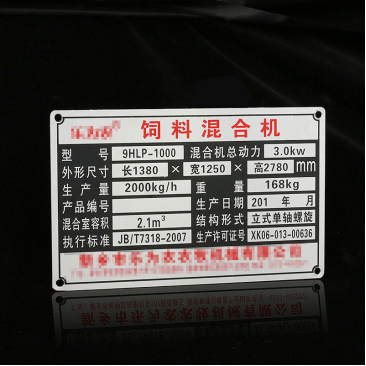 饲料混合机
型号 9HLP-1000 混合机总动力 3.0kw
外形尺寸 长1380 × 宽1250 × 高2780 mm
生产量 2000kg/h 重量 168kg
产品编号 生产日期 201 年 月
混合室容积 2.1m³ 结构形式 立式单轴螺旋
执行标准 JB/T7318-2007 生产许可证号 XK06-013-00636